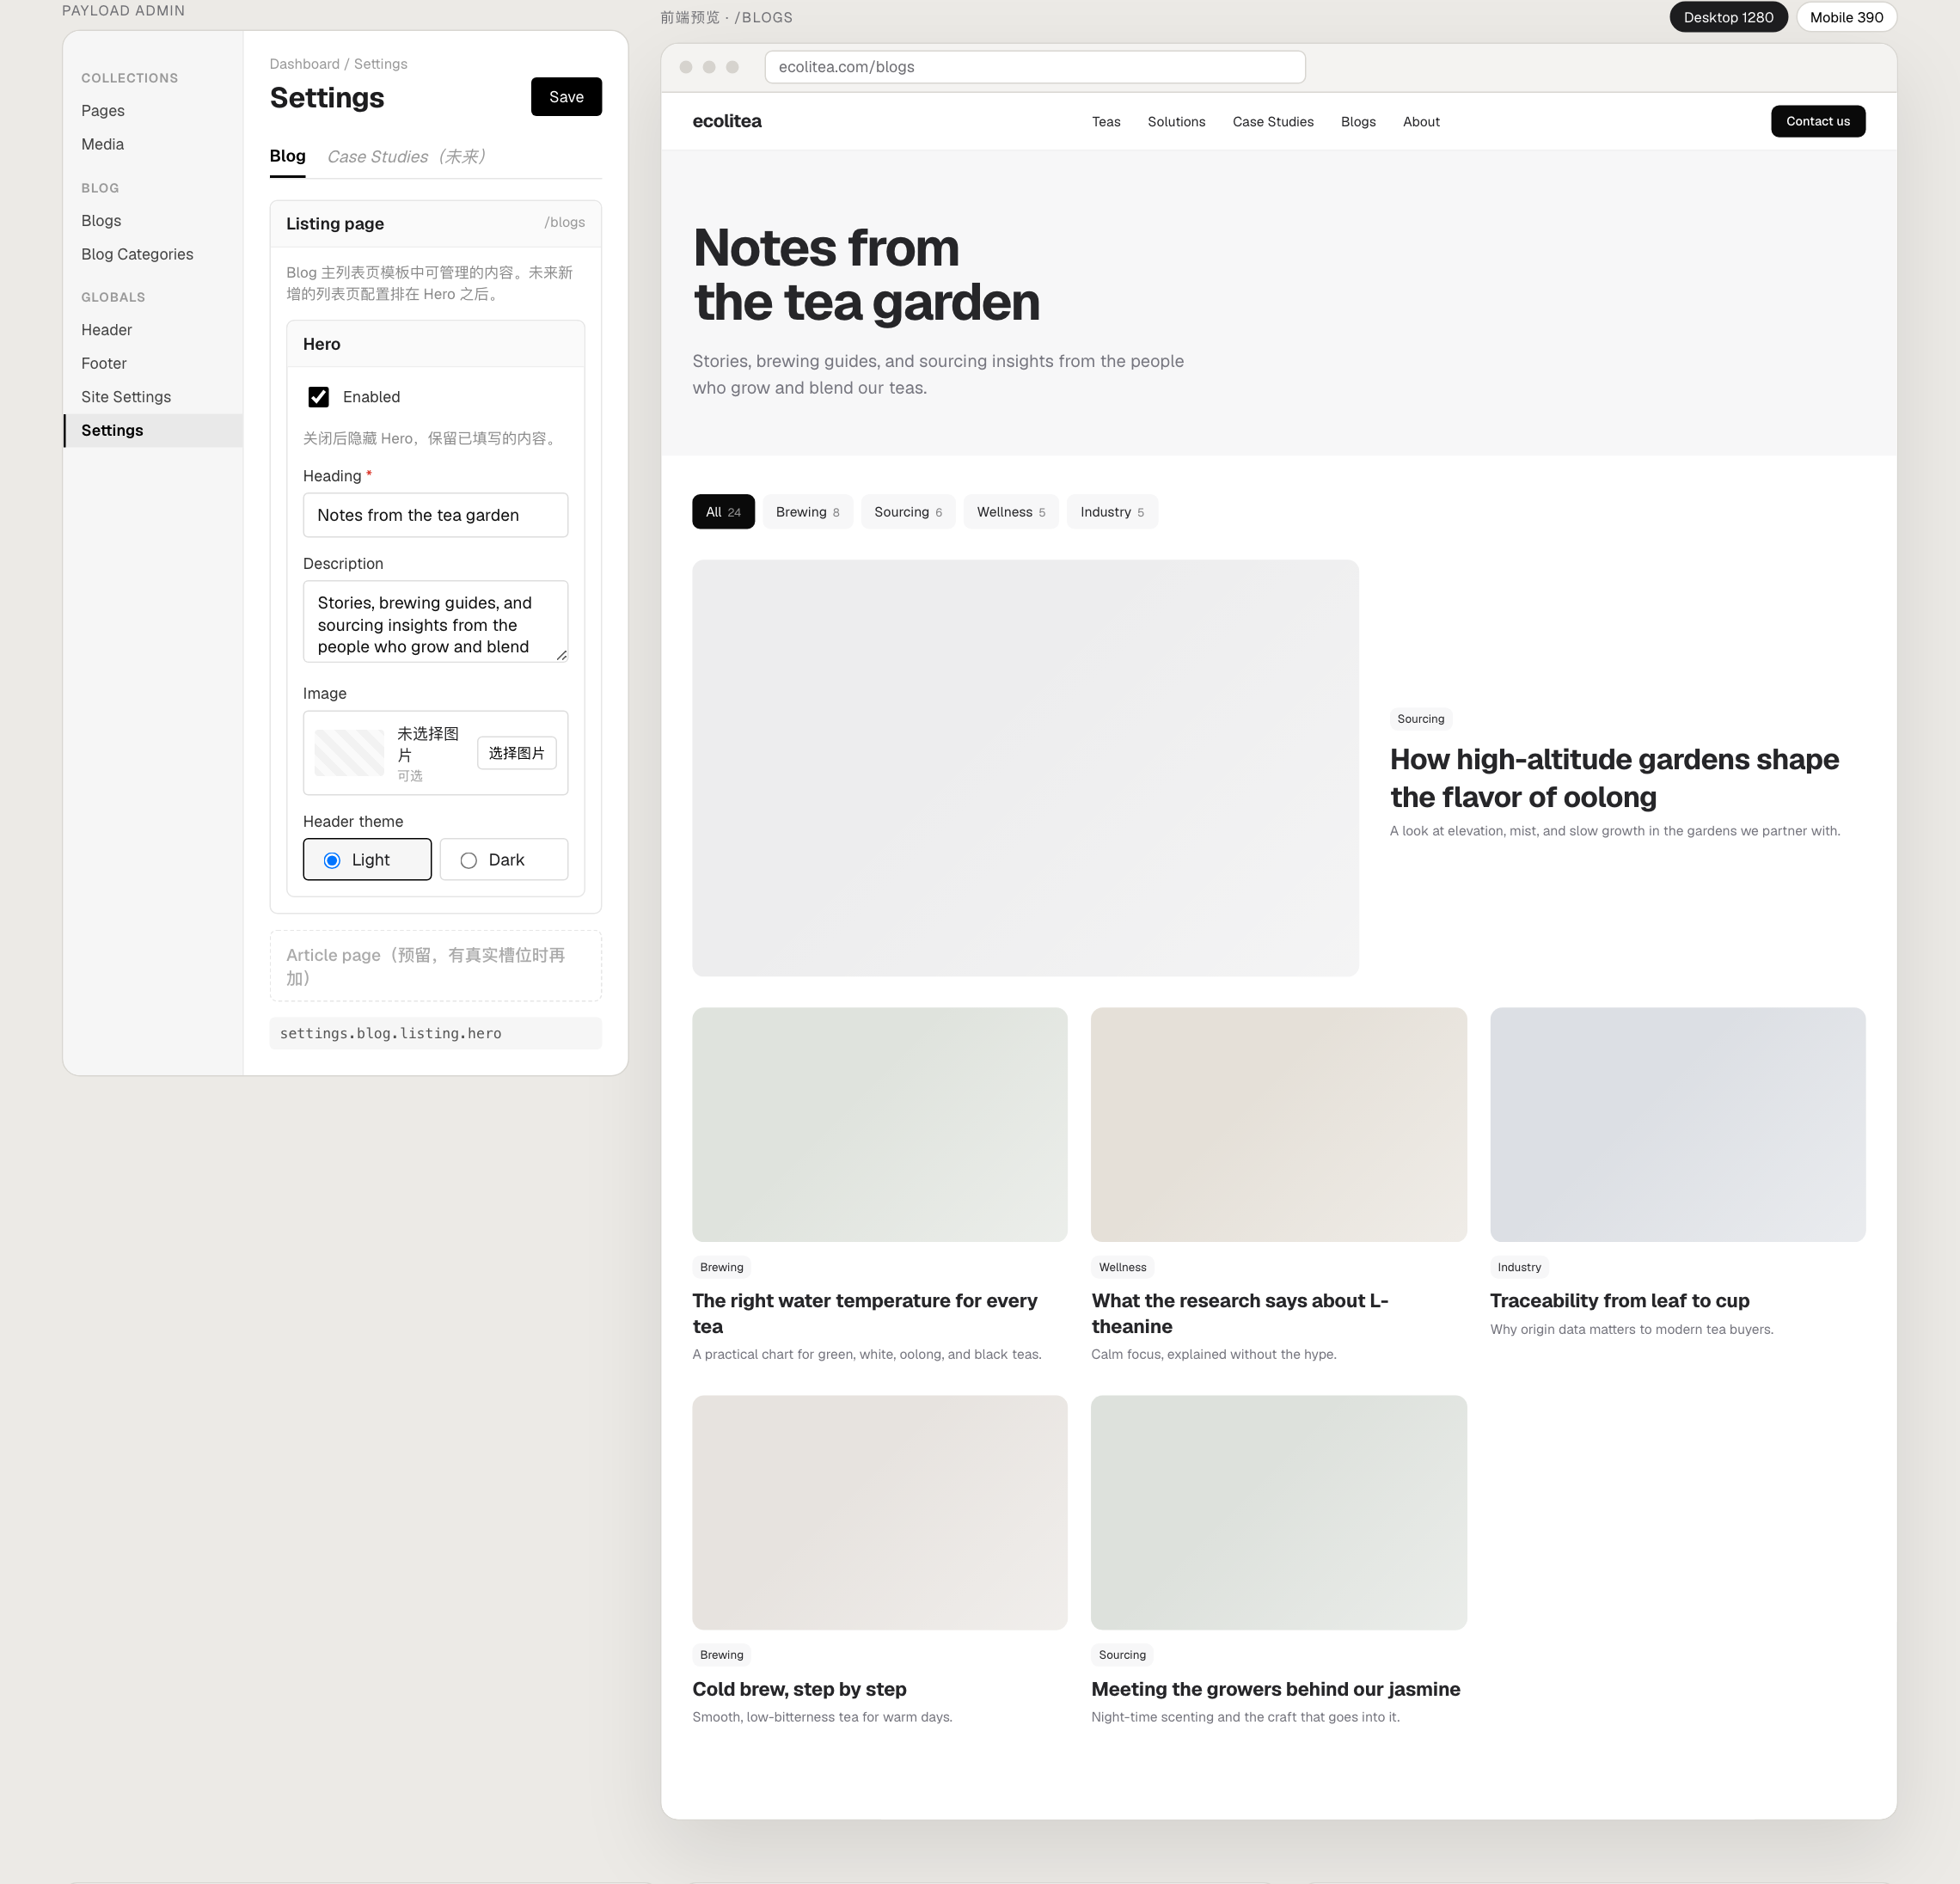 PAYLOAD ADMIN
COLLECTIONS
Pages
Media
BLOG
Blogs
Blog Categories
GLOBALS
Header
Footer
Site Settings
Settings
Dashboard / Settings
Settings
Save
Blog
Case Studies（未来）
Listing page
/blogs
Blog 主列表页模板中可管理的内容。未来新
增的列表页配置排在 Hero 之后。
Hero
Enabled
关闭后隐藏 Hero，保留已填写的内容。
Heading *
Notes from the tea garden
Description
Stories, brewing guides, and
sourcing insights from the
people who grow and blend
Image
未选择图
片
可选
选择图片
Header theme
Light
Dark
Article page（预留，有真实槽位时再
加）
settings.blog.listing.hero
前端预览 · /BLOGS
Desktop 1280
Mobile 390
ecolitea.com/blogs
ecolitea
Teas
Solutions
Case Studies
Blogs
About
Contact us
Notes from
the tea garden
Stories, brewing guides, and sourcing insights from the people
who grow and blend our teas.
All 24
Brewing 8
Sourcing 6
Wellness 5
Industry 5
Sourcing
How high-altitude gardens shape
the flavor of oolong
A look at elevation, mist, and slow growth in the gardens we partner with.
Brewing
The right water temperature for every
tea
A practical chart for green, white, oolong, and black teas.
Wellness
What the research says about L-
theanine
Calm focus, explained without the hype.
Industry
Traceability from leaf to cup
Why origin data matters to modern tea buyers.
Brewing
Cold brew, step by step
Smooth, low-bitterness tea for warm days.
Sourcing
Meeting the growers behind our jasmine
Night-time scenting and the craft that goes into it.